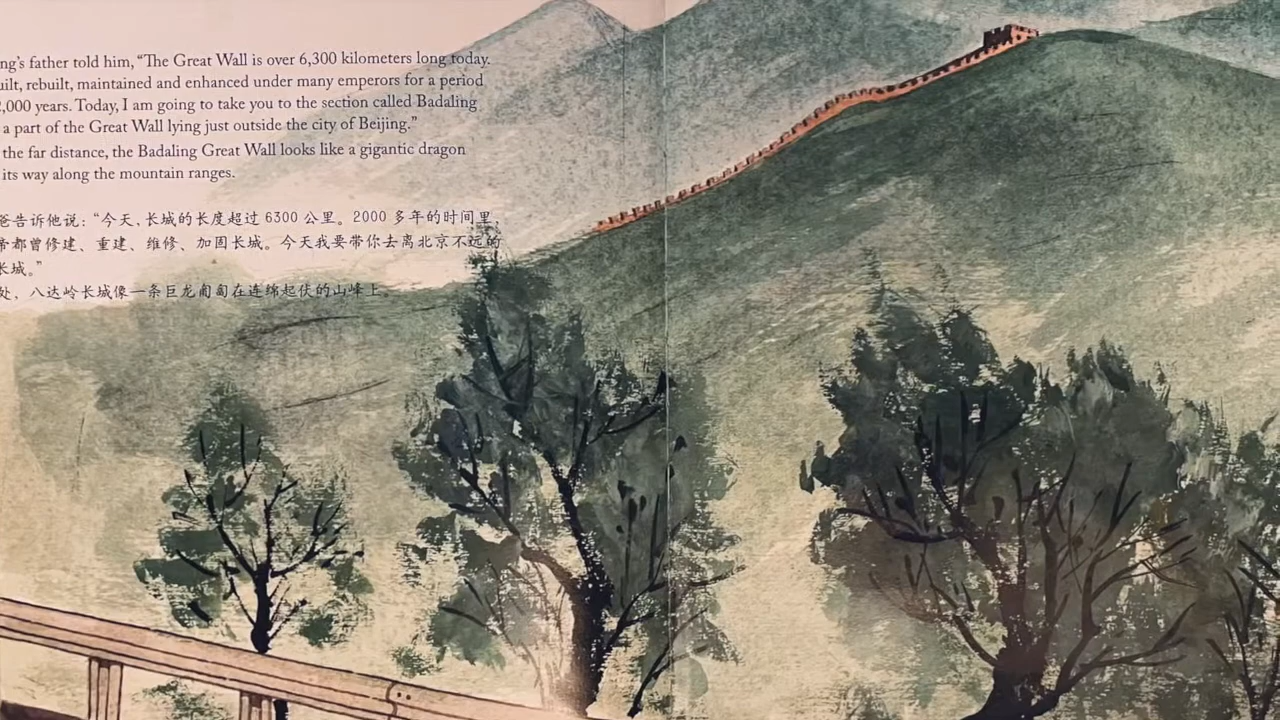 ng's father told him, “The Great Wall is over 6,300 kilometers long today.
uilt, rebuilt, maintained and enhanced under many emperors for a period
2,000 years. Today, I am going to take you to the section called Badaling
a part of the Great Wall lying just outside the city of Beijing.”
the far distance, the Badaling Great Wall looks like a gigantic dragon
its way along the mountain ranges.
爸告诉他说：“今天，长城的长度超过 6300 公里。2000 多年的时间里，
帝都曾修建、重建、维修、加固长城。今天我要带你去离北京不远的
长城。”
处，八达岭长城像一条巨龙匍匐在连绵起伏的山峰上。